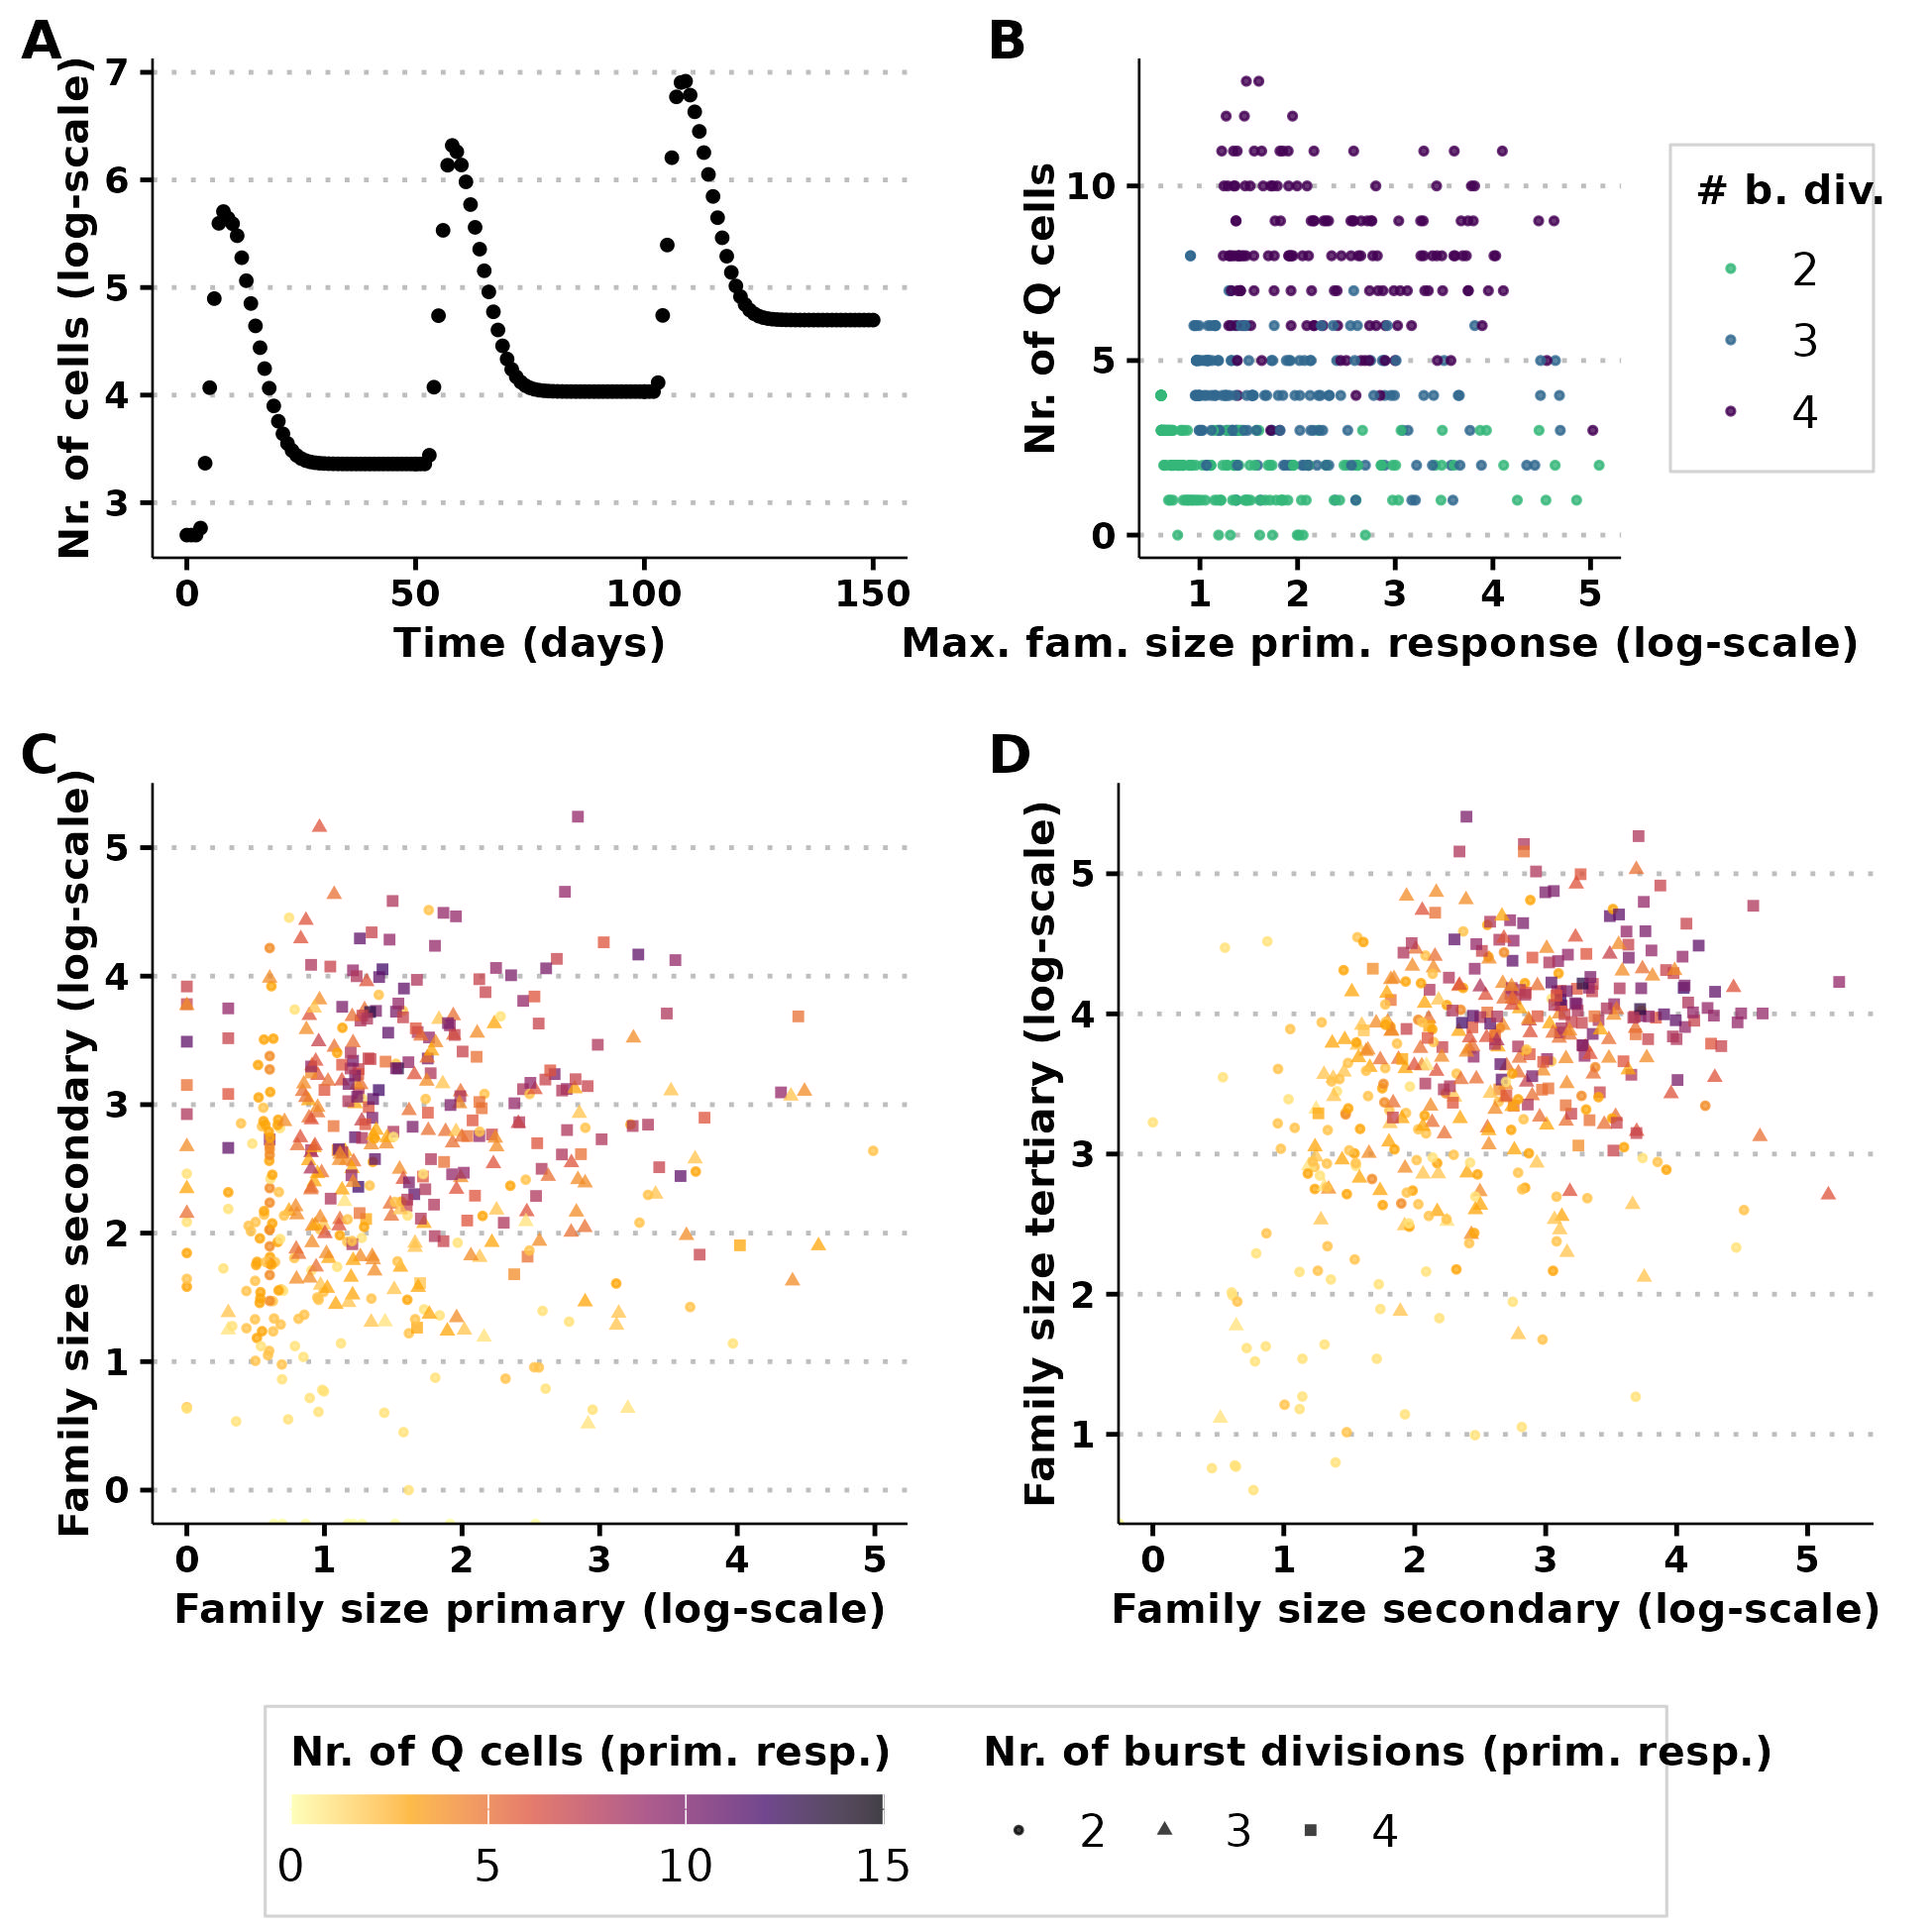 A
Nr. of cells (log-scale)
7
6
5
4
3
0 50 100 150
Time (days)
B
Nr. of Q cells
10
5
0
1 2 3 4 5
Max. fam. size prim. response (log-scale)
# b. div.
2
3
4
C
Family size secondary (log-scale)
5
4
3
2
1
0
0 1 2 3 4 5
Family size primary (log-scale)
D
Family size tertiary (log-scale)
5
4
3
2
1
0 1 2 3 4 5
Family size secondary (log-scale)
Nr. of Q cells (prim. resp.)
0 5 10 15
Nr. of burst divisions (prim. resp.)
2 3 4